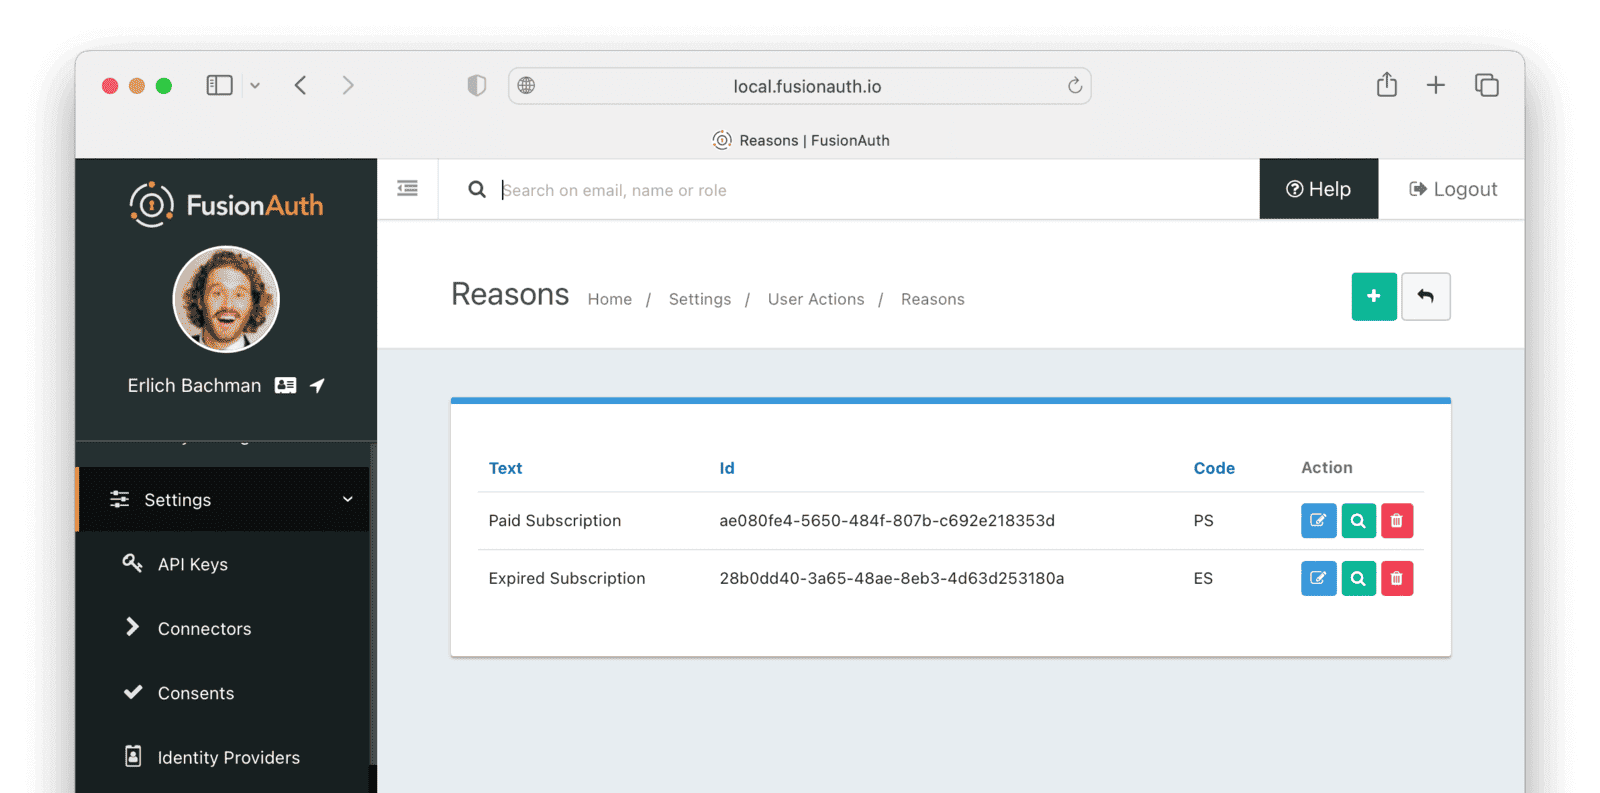 local.fusionauth.io
Reasons | FusionAuth
FusionAuth
Search on email, name or role
Help
Logout
Erlich Bachman
Reasons Home / Settings / User Actions / Reasons
Settings
API Keys
Connectors
Consents
Identity Providers
Text Id Code Action
Paid Subscription ae080fe4-5650-484f-807b-c692e218353d PS
Expired Subscription 28b0dd40-3a65-48ae-8eb3-4d63d253180a ES